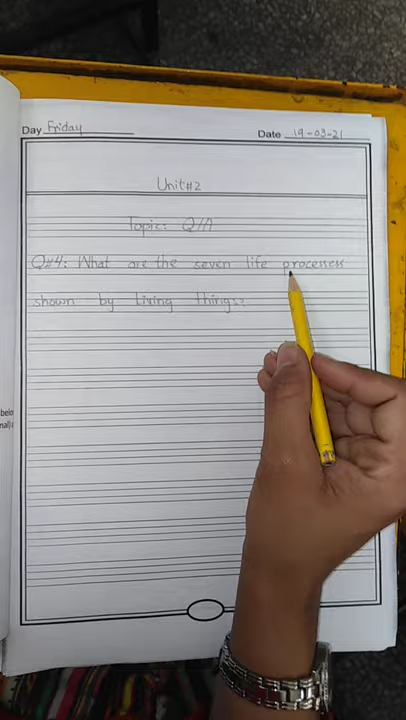 Day Friday Date 19-03-21
Unit#2
Topic: Q/A
Q#4: What are the seven life processess
shown by Living things?